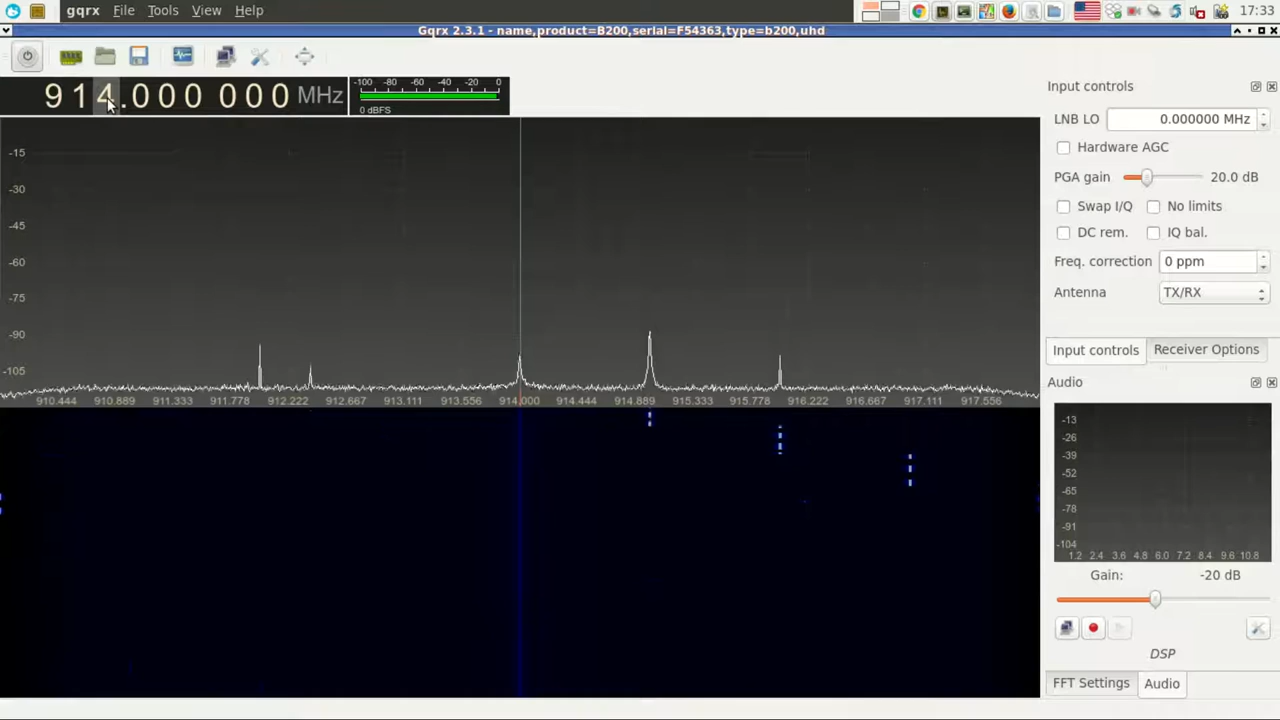 gqrx File Tools View Help 17:33
Gqrx 2.3.1 - name,product=B200,serial=F54363,type=b200,uhd
914.000 000 MHz
-100 -80 -60 -40 -20 0
0 dBFS
-15
-30
-45
-60
-75
-90
-105
910.444 910.889 911.333 911.778 912.222 912.667 913.111 913.556 914.000 914.444 914.889 915.333 915.778 916.222 916.667 917.111 917.556
Input controls
LNB LO 0.000000 MHz
Hardware AGC
PGA gain 20.0 dB
Swap I/Q No limits
DC rem. IQ bal.
Freq. correction 0 ppm
Antenna TX/RX
Input controls Receiver Options
Audio
-13
-26
-39
-52
-65
-78
-91
-104
1.2 2.4 3.6 4.8 6.0 7.2 8.4 9.6 10.8
Gain: -20 dB
DSP
FFT Settings Audio